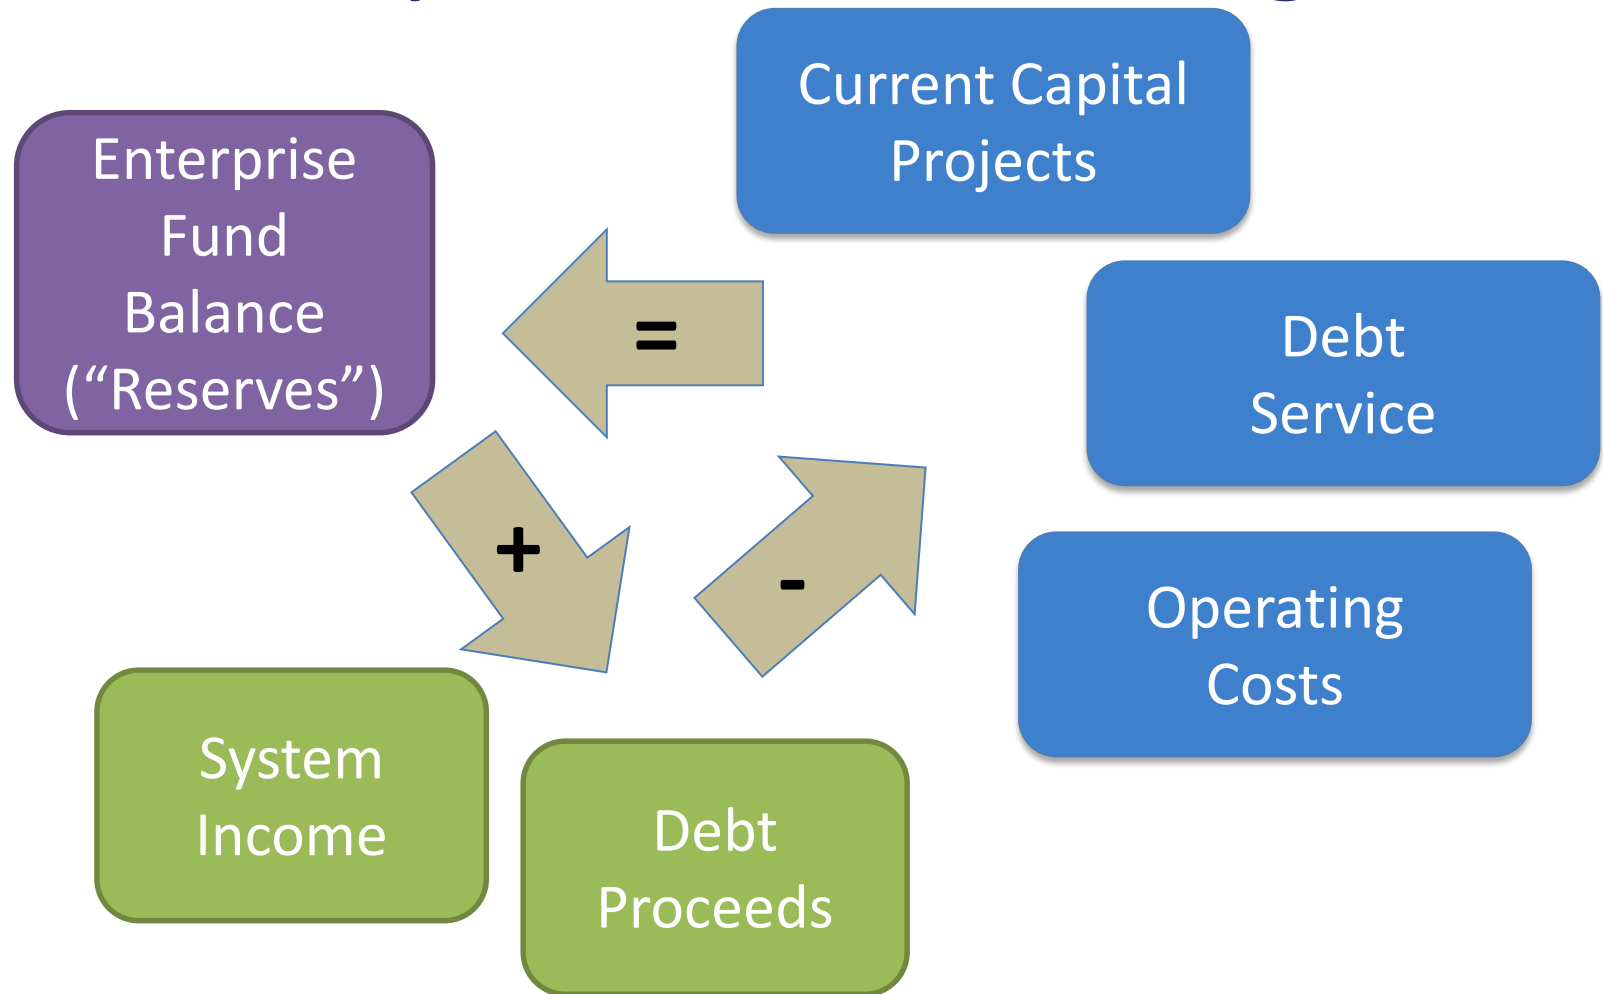 Enterprise
Fund
Balance
(“Reserves”)
Current Capital
Projects
=
Debt
Service
+
-
Operating
Costs
System
Income
Debt
Proceeds